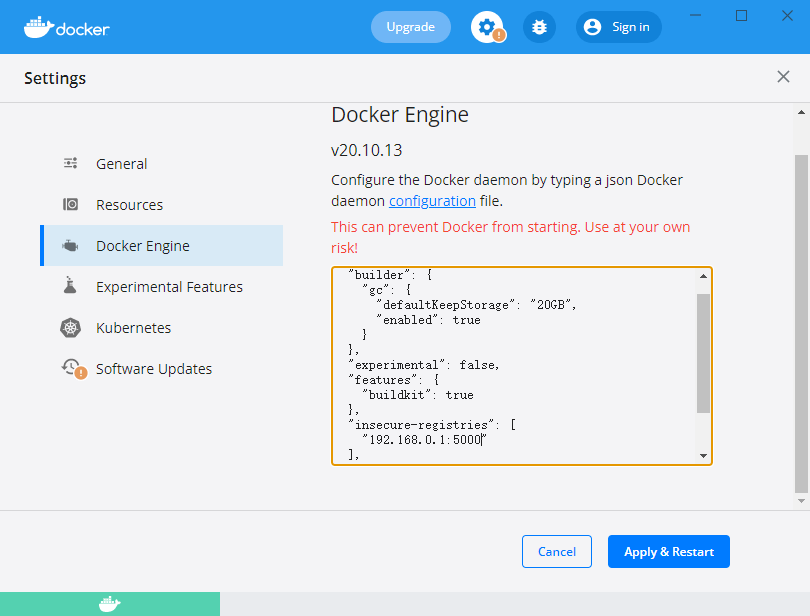 docker
Upgrade
Sign in
Settings
General
Resources
Docker Engine
Experimental Features
Kubernetes
Software Updates
Docker Engine
v20.10.13
Configure the Docker daemon by typing a json Docker
daemon configuration file.
This can prevent Docker from starting. Use at your own
risk!
"builder": {
"gc": {
"defaultKeepStorage": "20GB",
"enabled": true
}
},
"experimental": false,
"features": {
"buildkit": true
},
"insecure-registries": [
"192.168.0.1:5000"
],
Cancel
Apply & Restart